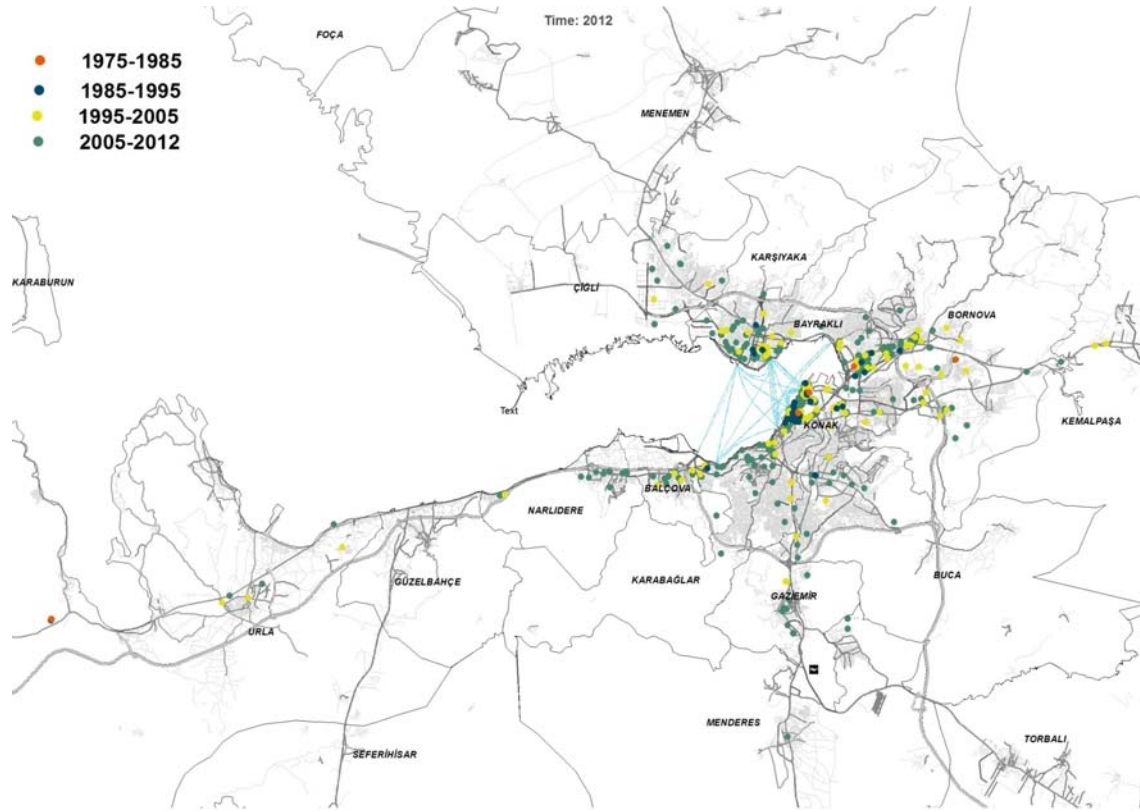 Time: 2012
FOÇA
1975-1985
1985-1995
1995-2005
2005-2012
MENEMEN
KARŞIYAKA
KARABURUN
ÇİĞLİ
BAYRAKLI
BORNOVA
Text
KONAK
KEMALPAŞA
BALÇOVA
NARLIDERE
GÜZELBAHÇE
KARABAĞLAR
BUCA
GAZİEMİR
URLA
MENDERES
SEFERİHİSAR
TORBALI